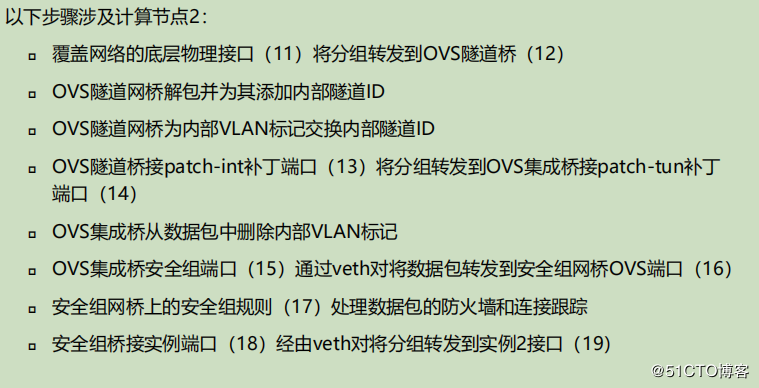 以下步骤涉及计算节点2：
覆盖网络的底层物理接口（11）将分组转发到OVS隧道桥（12）
OVS隧道网桥解包并为其添加内部隧道ID
OVS隧道网桥为内部VLAN标记交换内部隧道ID
OVS隧道桥接patch-int补丁端口（13）将分组转发到OVS集成桥接patch-tun补丁
端口（14）
OVS集成桥从数据包中删除内部VLAN标记
OVS集成桥安全组端口（15）通过veth对将数据包转发到安全组网桥OVS端口（16）
安全组网桥上的安全组规则（17）处理数据包的防火墙和连接跟踪
安全组桥接实例端口（18）经由veth对将分组转发到实例2接口（19）
@51CTO博客